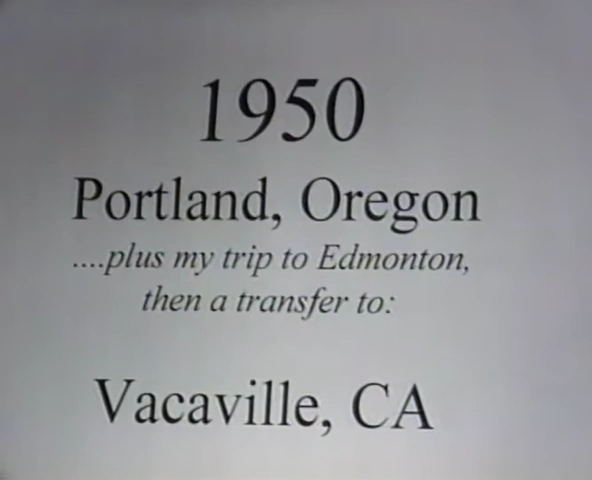 1950
Portland, Oregon
....plus my trip to Edmonton,
then a transfer to:
Vacaville, CA